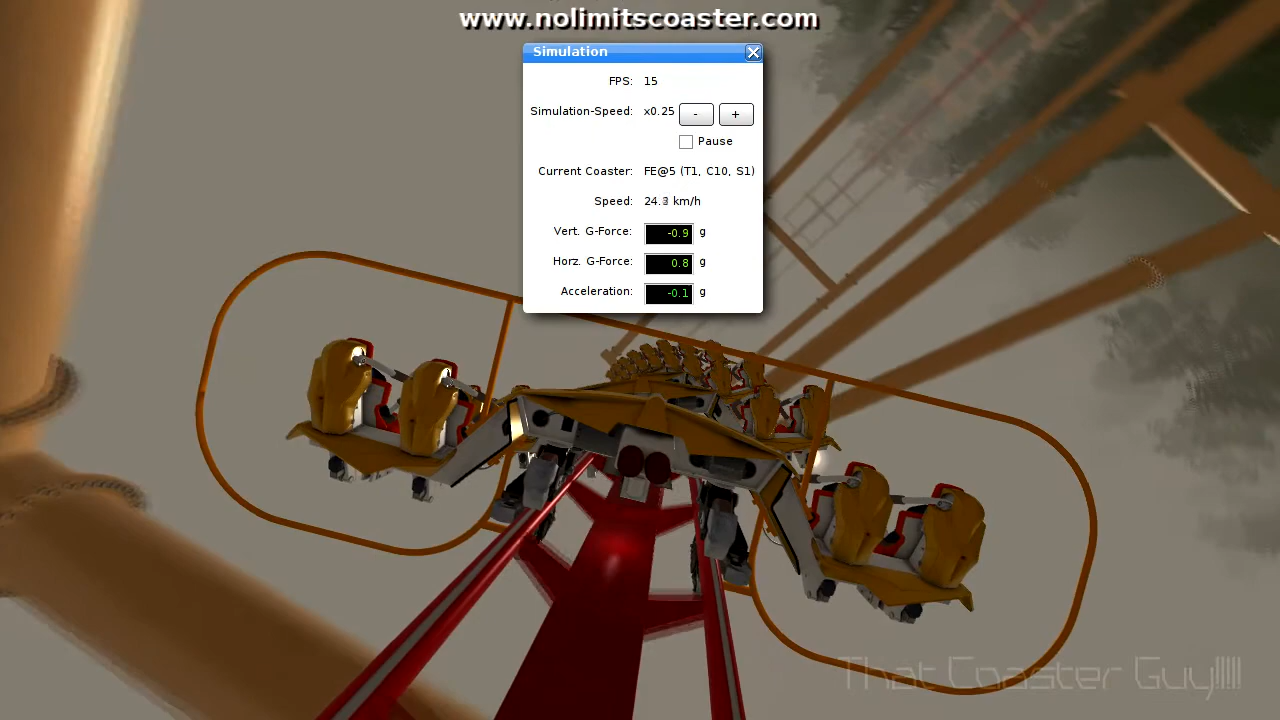 www.nolimitscoaster.com
Simulation
FPS: 15
Simulation-Speed: x0.25 - +
Pause
Current Coaster: FE@5 (T1, C10, S1)
Speed: 24. km/h
Vert. G-Force: -0.9 g
Horz. G-Force: 0.8 g
Acceleration: -0.1 g
That Coaster Guy!!!!!